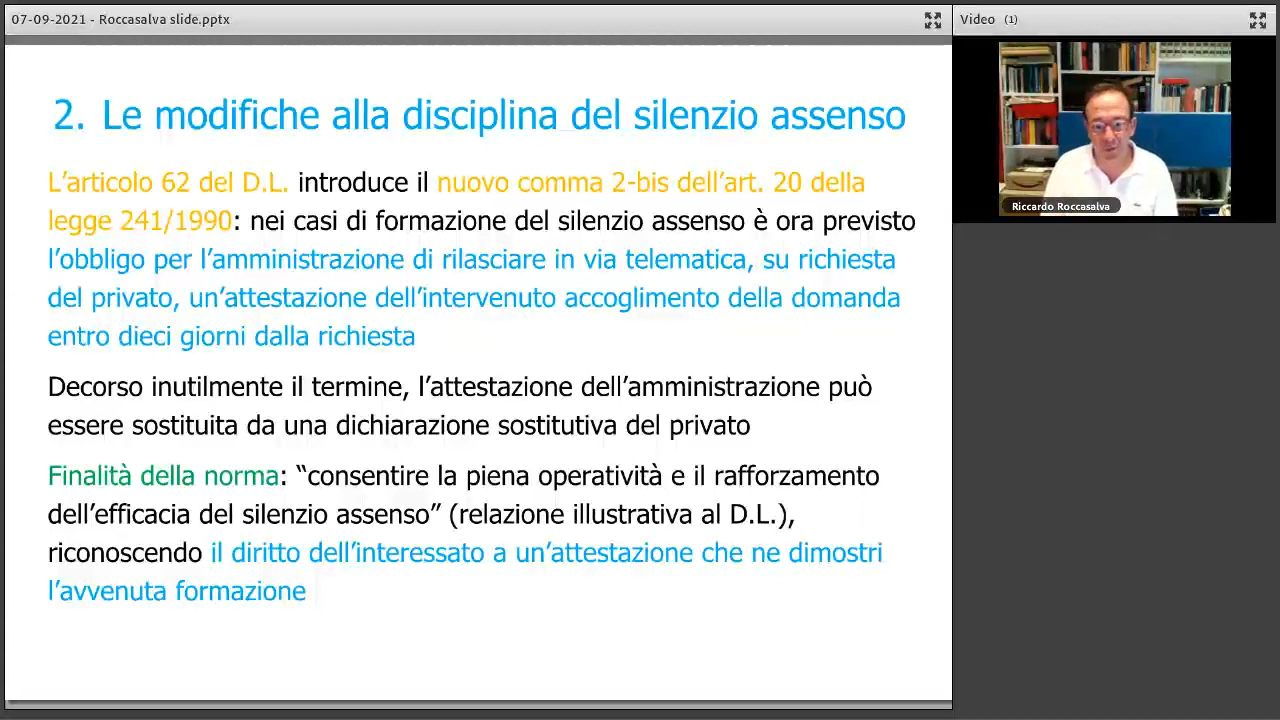 07-09-2021 - Roccasalva slide.pptx
Video (1)
2. Le modifiche alla disciplina del silenzio assenso
L’articolo 62 del D.L. introduce il nuovo comma 2-bis dell’art. 20 della
legge 241/1990: nei casi di formazione del silenzio assenso è ora previsto
l’obbligo per l’amministrazione di rilasciare in via telematica, su richiesta
del privato, un’attestazione dell’intervenuto accoglimento della domanda
entro dieci giorni dalla richiesta
Decorso inutilmente il termine, l’attestazione dell’amministrazione può
essere sostituita da una dichiarazione sostitutiva del privato
Finalità della norma: “consentire la piena operatività e il rafforzamento
dell’efficacia del silenzio assenso” (relazione illustrativa al D.L.),
riconoscendo il diritto dell’interessato a un’attestazione che ne dimostri
l’avvenuta formazione
Riccardo Roccasalva